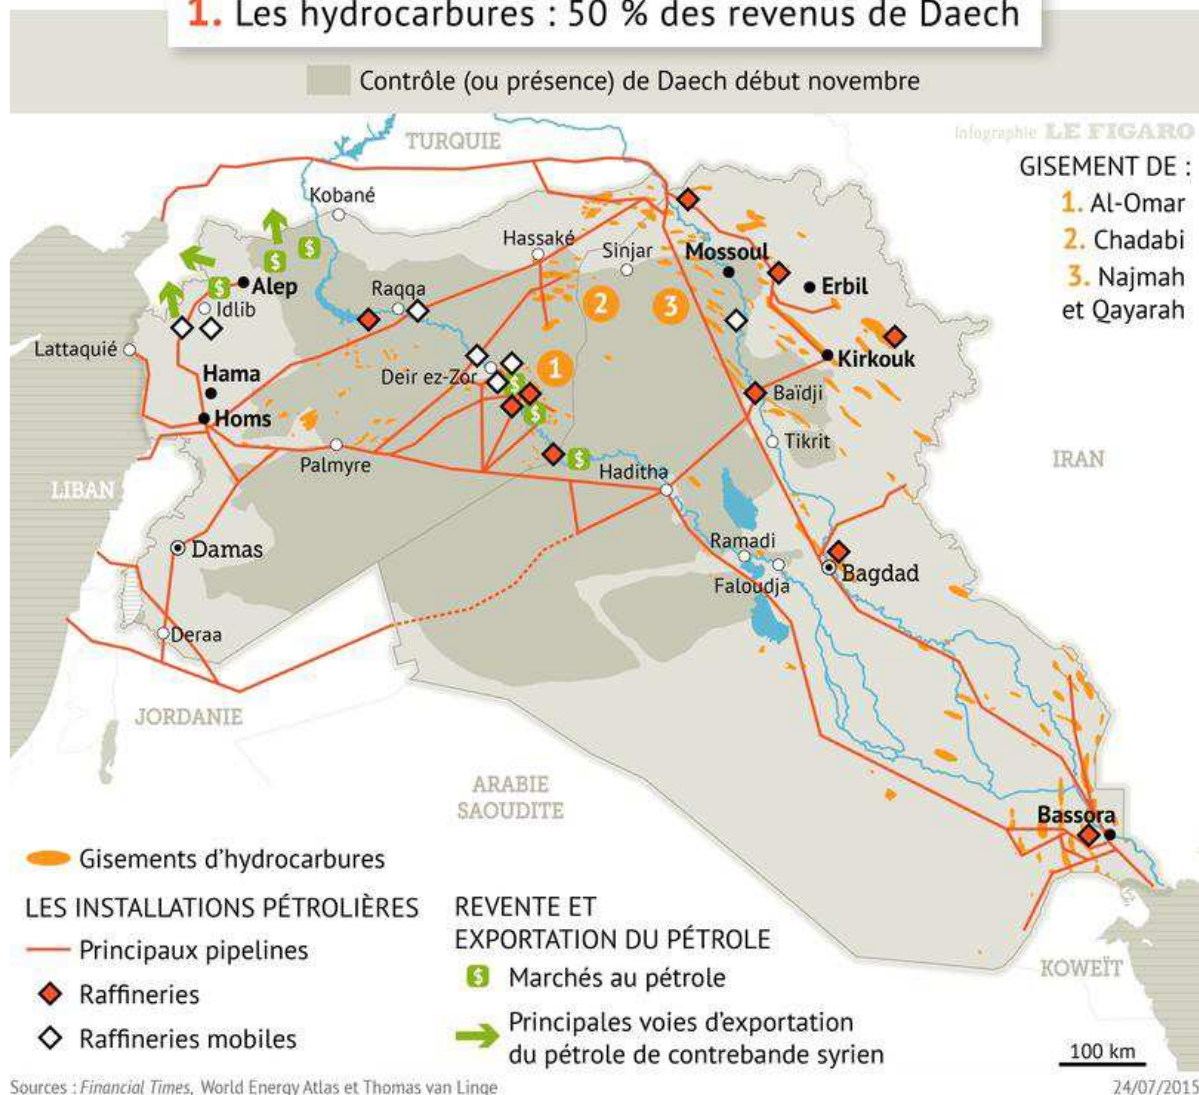 1. Les hydrocarbures : 50 % des revenus de Daech
Contrôle (ou présence) de Daech début novembre
Infographie LE FIGARO
TURQUIE
GISEMENT DE :
1. Al-Omar
2. Chadabi
3. Najmah
et Qayarah
Kobané
Hassaké
Sinjar
Mossoul
Erbil
$
$
$
Alep
Idlib
Raqqa
2
3
Lattaquié
Hama
Homs
Deir ez-Zor
1
$
$
$
Kirkouk
Baïdji
Tikrit
Palmyre
Haditha
IRAN
LIBAN
Damas
Ramadi
Faloudja
Bagdad
Deraa
JORDANIE
ARABIE
SAOUDITE
Bassora
KOWEÏT
Gisements d'hydrocarbures
LES INSTALLATIONS PÉTROLIÈRES
Principaux pipelines
Raffineries
Raffineries mobiles
REVENTE ET
EXPORTATION DU PÉTROLE
$ Marchés au pétrole
Principales voies d'exportation
du pétrole de contrebande syrien
100 km
Sources : Financial Times, World Energy Atlas et Thomas van Linge
24/07/2015